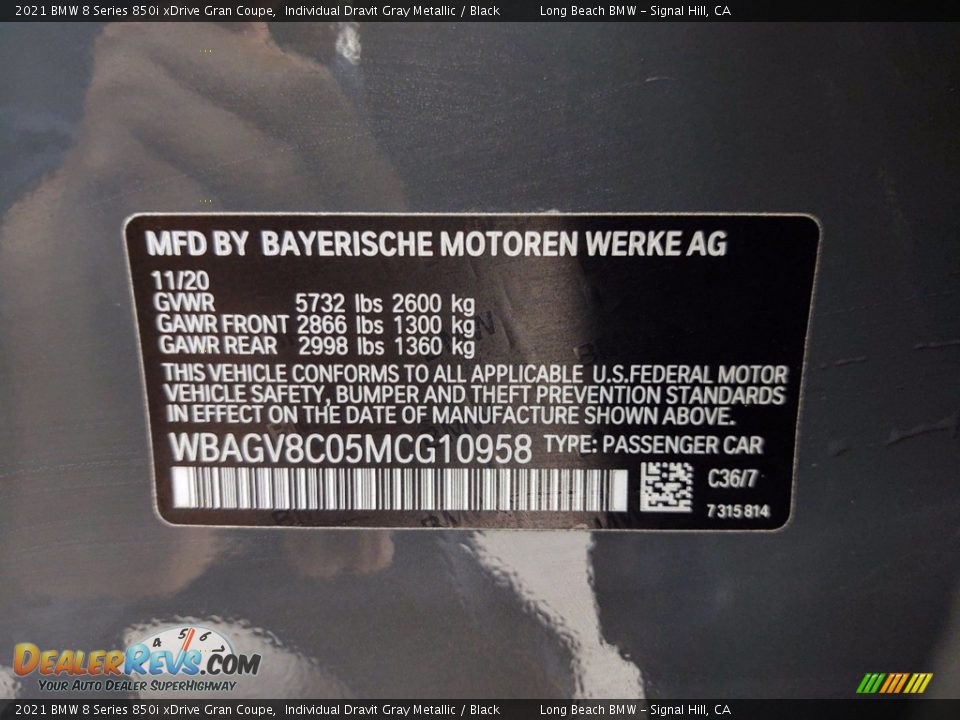 2021 BMW 8 Series 850i xDrive Gran Coupe, Individual Dravit Gray Metallic / Black Long Beach BMW - Signal Hill, CA
MFD BY BAYERISCHE MOTOREN WERKE AG
11/20
GVWR 5732 lbs 2600 kg
GAWR FRONT 2866 lbs 1300 kg
GAWR REAR 2998 lbs 1360 kg
THIS VEHICLE CONFORMS TO ALL APPLICABLE U.S.FEDERAL MOTOR
VEHICLE SAFETY, BUMPER AND THEFT PREVENTION STANDARDS
IN EFFECT ON THE DATE OF MANUFACTURE SHOWN ABOVE.
WBAGV8C05MCG10958 TYPE: PASSENGER CAR
C36/7
7 315 814
4 5 6
DEALERREVS.COM
YOUR AUTO DEALER SUPERHIGHWAY
2021 BMW 8 Series 850i xDrive Gran Coupe, Individual Dravit Gray Metallic / Black Long Beach BMW - Signal Hill, CA